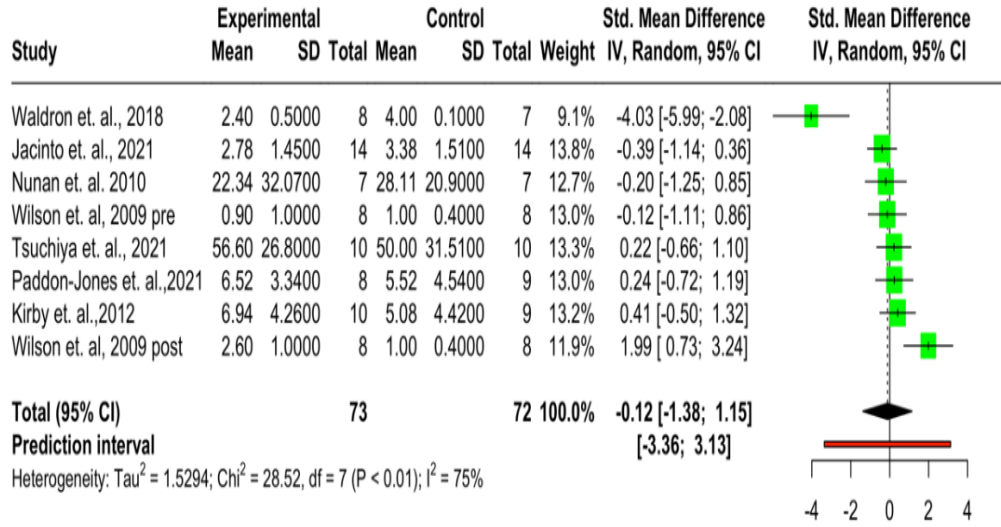 Experimental Control Std. Mean Difference Std. Mean Difference
Study Mean SD Total Mean SD Total Weight IV, Random, 95% CI IV, Random, 95% CI
Waldron et. al., 2018 2.40 0.5000 8 4.00 0.1000 7 9.1% -4.03 [-5.99; -2.08]
Jacinto et. al., 2021 2.78 1.4500 14 3.38 1.5100 14 13.8% -0.39 [-1.14; 0.36]
Nunan et. al. 2010 22.34 32.0700 7 28.11 20.9000 7 12.7% -0.20 [-1.25; 0.85]
Wilson et. al, 2009 pre 0.90 1.0000 8 1.00 0.4000 8 13.0% -0.12 [-1.11; 0.86]
Tsuchiya et. al., 2021 56.60 26.8000 10 50.00 31.5100 10 13.3% 0.22 [-0.66; 1.10]
Paddon-Jones et. al.,2021 6.52 3.3400 8 5.52 4.5400 9 13.0% 0.24 [-0.72; 1.19]
Kirby et. al.,2012 6.94 4.2600 10 5.08 4.4200 9 13.2% 0.41 [-0.50; 1.32]
Wilson et. al, 2009 post 2.60 1.0000 8 1.00 0.4000 8 11.9% 1.99 [ 0.73; 3.24]
Total (95% CI) 73 72 100.0% -0.12 [-1.38; 1.15]
Prediction interval [-3.36; 3.13]
Heterogeneity: Tau² = 1.5294; Chi² = 28.52, df = 7 (P < 0.01); I² = 75%
-4 -2 0 2 4